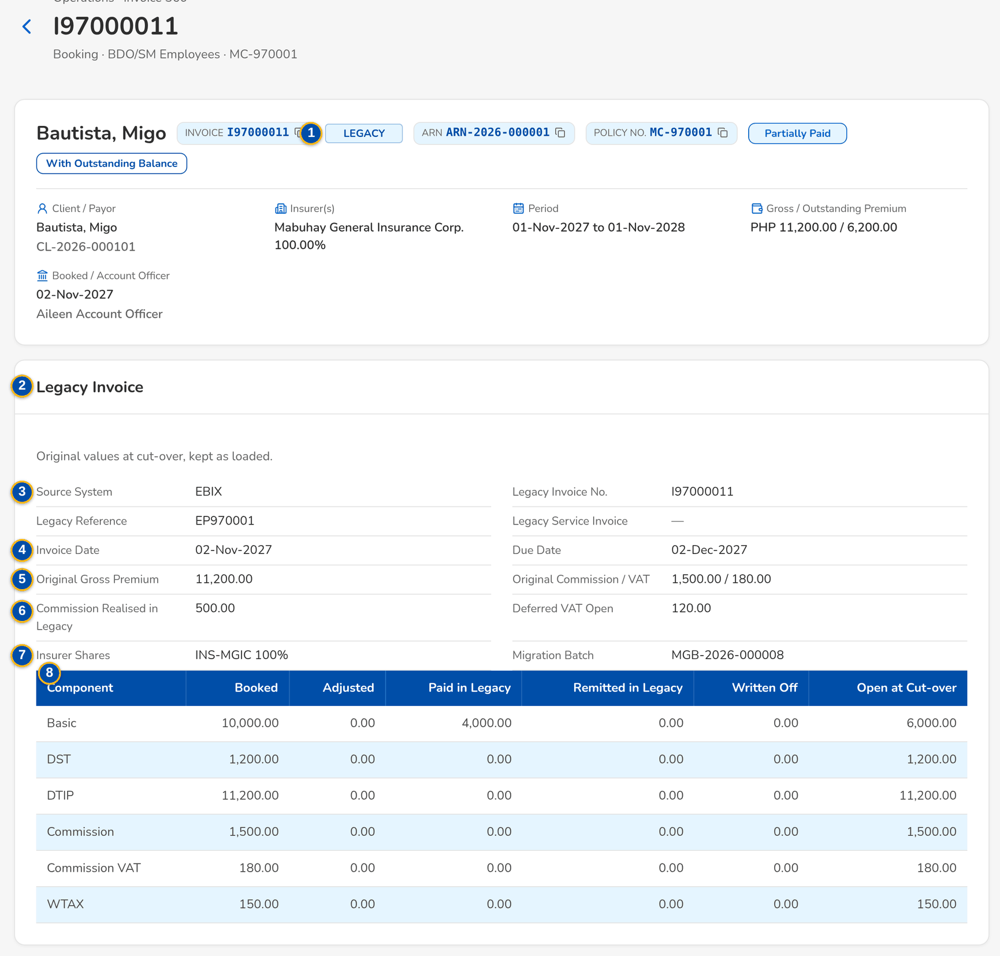 I97000011
Booking · BDO/SM Employees · MC-970001
Bautista, Migo INVOICE I97000011 1 LEGACY ARN ARN-2026-000001 POLICY NO. MC-970001 Partially Paid
With Outstanding Balance
Client / Payor Insurer(s) Period Gross / Outstanding Premium
Bautista, Migo Mabuhay General Insurance Corp. 01-Nov-2027 to 01-Nov-2028 PHP 11,200.00 / 6,200.00
CL-2026-000101 100.00%
Booked / Account Officer
02-Nov-2027
Aileen Account Officer
2 Legacy Invoice
Original values at cut-over, kept as loaded.
3 Source System EBIX Legacy Invoice No. I97000011
Legacy Reference EP970001 Legacy Service Invoice —
4 Invoice Date 02-Nov-2027 Due Date 02-Dec-2027
5 Original Gross Premium 11,200.00 Original Commission / VAT 1,500.00 / 180.00
6 Commission Realised in 500.00 Deferred VAT Open 120.00
Legacy
7 Insurer Shares INS-MGIC 100% Migration Batch MGB-2026-000008
8
Component Booked Adjusted Paid in Legacy Remitted in Legacy Written Off Open at Cut-over
Basic 10,000.00 0.00 4,000.00 0.00 0.00 6,000.00
DST 1,200.00 0.00 0.00 0.00 0.00 1,200.00
DTIP 11,200.00 0.00 0.00 0.00 0.00 11,200.00
Commission 1,500.00 0.00 0.00 0.00 0.00 1,500.00
Commission VAT 180.00 0.00 0.00 0.00 0.00 180.00
WTAX 150.00 0.00 0.00 0.00 0.00 150.00